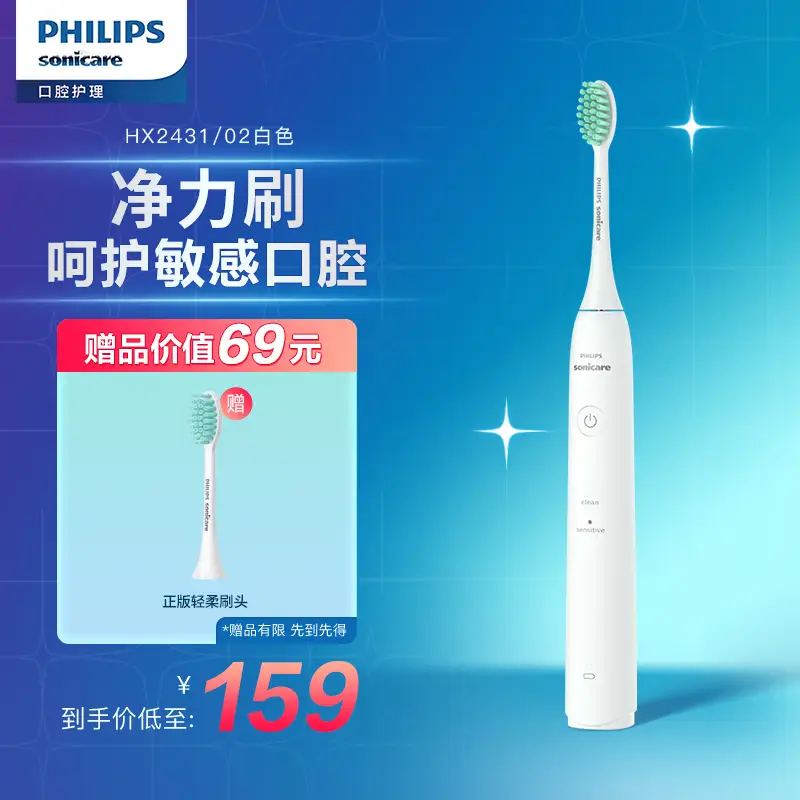 PHILIPS
sonicare
口腔护理
HX2431/02白色
净力刷
呵护敏感口腔
赠品价值69元
赠
PHILIPS sonicare
正版轻柔刷头
*赠品有限 先到先得
到手价低至:
¥159
PHILIPS sonicare
PHILIPS
sonicare
clean
sensitive